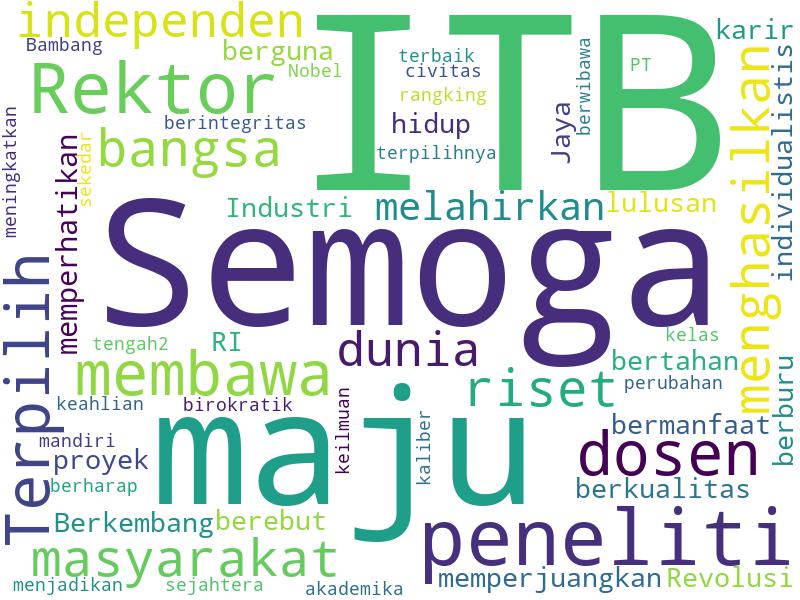 independen
ITB
karir
Bambang
berguna
terbaik
berwibawa
Rektor
Nobel
civitas
PT
individualistis
rangking
menghasilkan
meningkatkan
berintegritas
hidup
Jaya
memperhatikan
sekedar
bangsa
terpilihnya
Industri
melahirkan
lulusan
Semoga
Terpilih
tengah2
RI
dunia
kelas
membawa
riset
bertahan
perubahan
berburu
keahlian
birokratik
keilmuan
maju
kaliber
bermanfaat
mandiri
proyek
dosen
berharap
berkualitas
Berkembang
berebut
peneliti
masyarakat
menjadikan
sejahtera
akademika
memperjuangkan
Revolusi